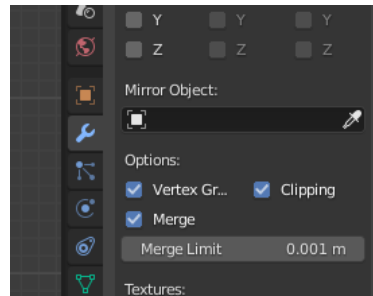 Y Y Y
Z Z Z
Mirror Object:
Options:
Vertex Gr... Clipping
Merge
Merge Limit 0.001 m
Textures: